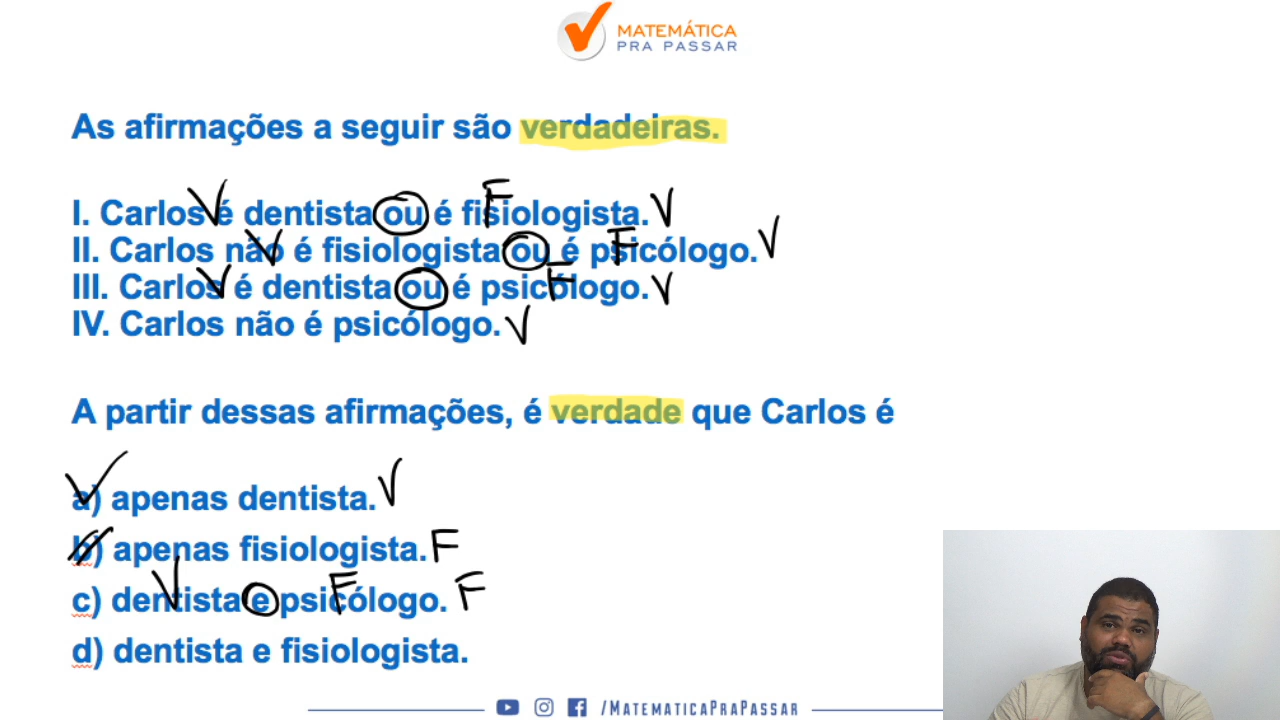 MATEMÁTICA
PRA PASSAR
As afirmações a seguir são verdadeiras.
V F V
I. Carlos é dentista ou é fisiologista.
V F V
II. Carlos não é fisiologista ou é psicólogo.
V F V
III. Carlos é dentista ou é psicólogo.
IV. Carlos não é psicólogo. V
A partir dessas afirmações, é verdade que Carlos é
a) apenas dentista. V
b) apenas fisiologista. F
V F F
c) dentista e psicólogo.
d) dentista e fisiologista.
/MATEMATICAPRAPASSAR